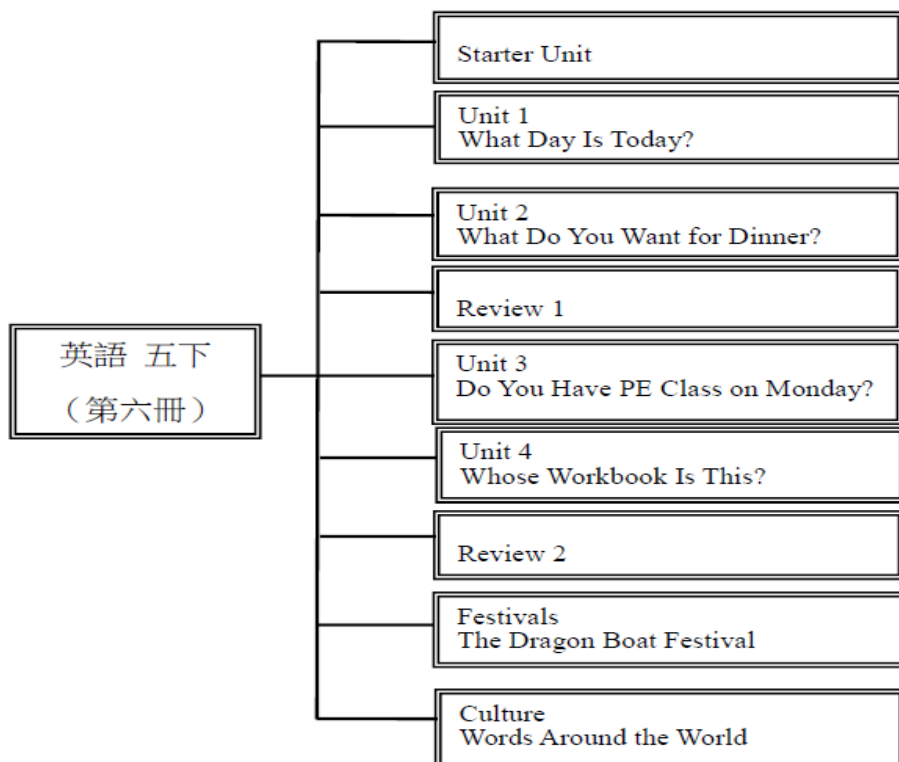 英語 五下
（第六冊）
Starter Unit
Unit 1
What Day Is Today?
Unit 2
What Do You Want for Dinner?
Review 1
Unit 3
Do You Have PE Class on Monday?
Unit 4
Whose Workbook Is This?
Review 2
Festivals
The Dragon Boat Festival
Culture
Words Around the World